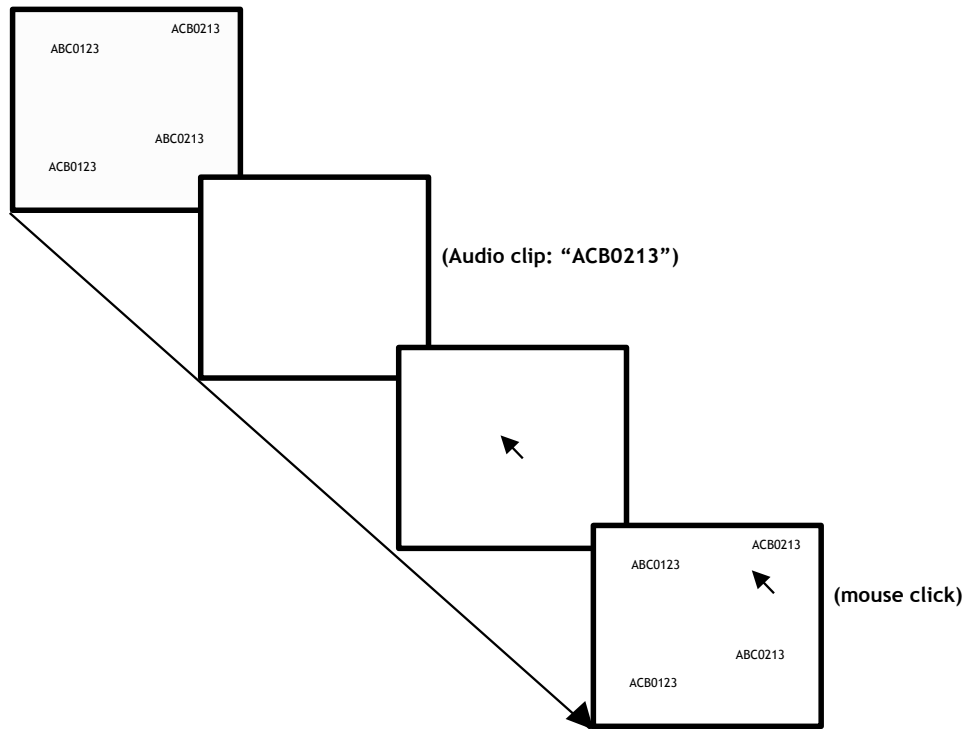 ACB0213
ABC0123
ABC0213
ACB0123
(Audio clip: “ACB0213”)
ACB0213
ABC0123
(mouse click)
ABC0213
ACB0123